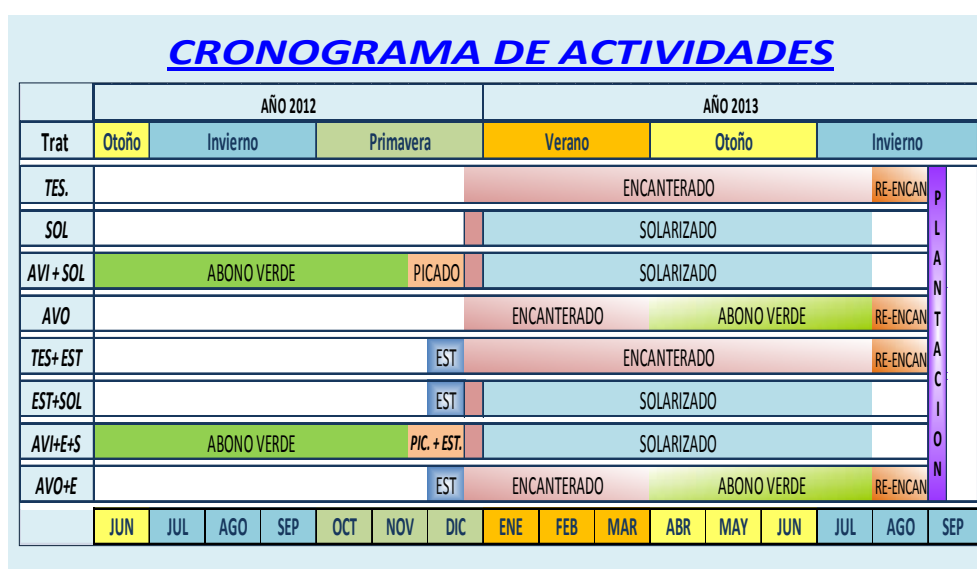 CRONOGRAMA DE ACTIVIDADES
AÑO 2012 AÑO 2013
Trat Otoño Invierno Primavera Verano Otoño Invierno
TES. ENCANTERADO RE-ENCAN
SOL SOLARIZADO
AVI + SOL ABONO VERDE PICADO SOLARIZADO
AVO ENCANTERADO ABONO VERDE RE-ENCAN
TES+ EST EST ENCANTERADO RE-ENCAN
EST+SOL EST SOLARIZADO
AVI+E+S ABONO VERDE PIC. + EST. SOLARIZADO
AVO+E EST ENCANTERADO ABONO VERDE RE-ENCAN
PLANTACION
JUN JUL AGO SEP OCT NOV DIC ENE FEB MAR ABR MAY JUN JUL AGO SEP